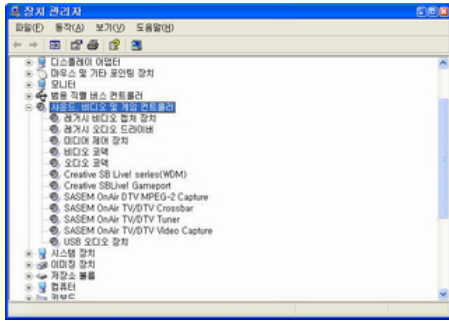 장치 관리자
파일(F) 동작(A) 보기(V) 도움말(H)
디스플레이 어댑터
마우스 및 기타 포인팅 장치
모니터
범용 직렬 버스 컨트롤러
사운드, 비디오 및 게임 컨트롤러
레거시 비디오 캡처 장치
레거시 오디오 드라이버
미디어 제어 장치
비디오 코덱
오디오 코덱
Creative SB Live! series(WDM)
Creative SBLive! Gameport
SASEM OnAir DTV MPEG-2 Capture
SASEM OnAir TV/DTV Crossbar
SASEM OnAir TV/DTV Tuner
SASEM OnAir TV/DTV Video Capture
USB 오디오 장치
시스템 장치
이미징 장치
저장소 볼륨
컴퓨터
키보드